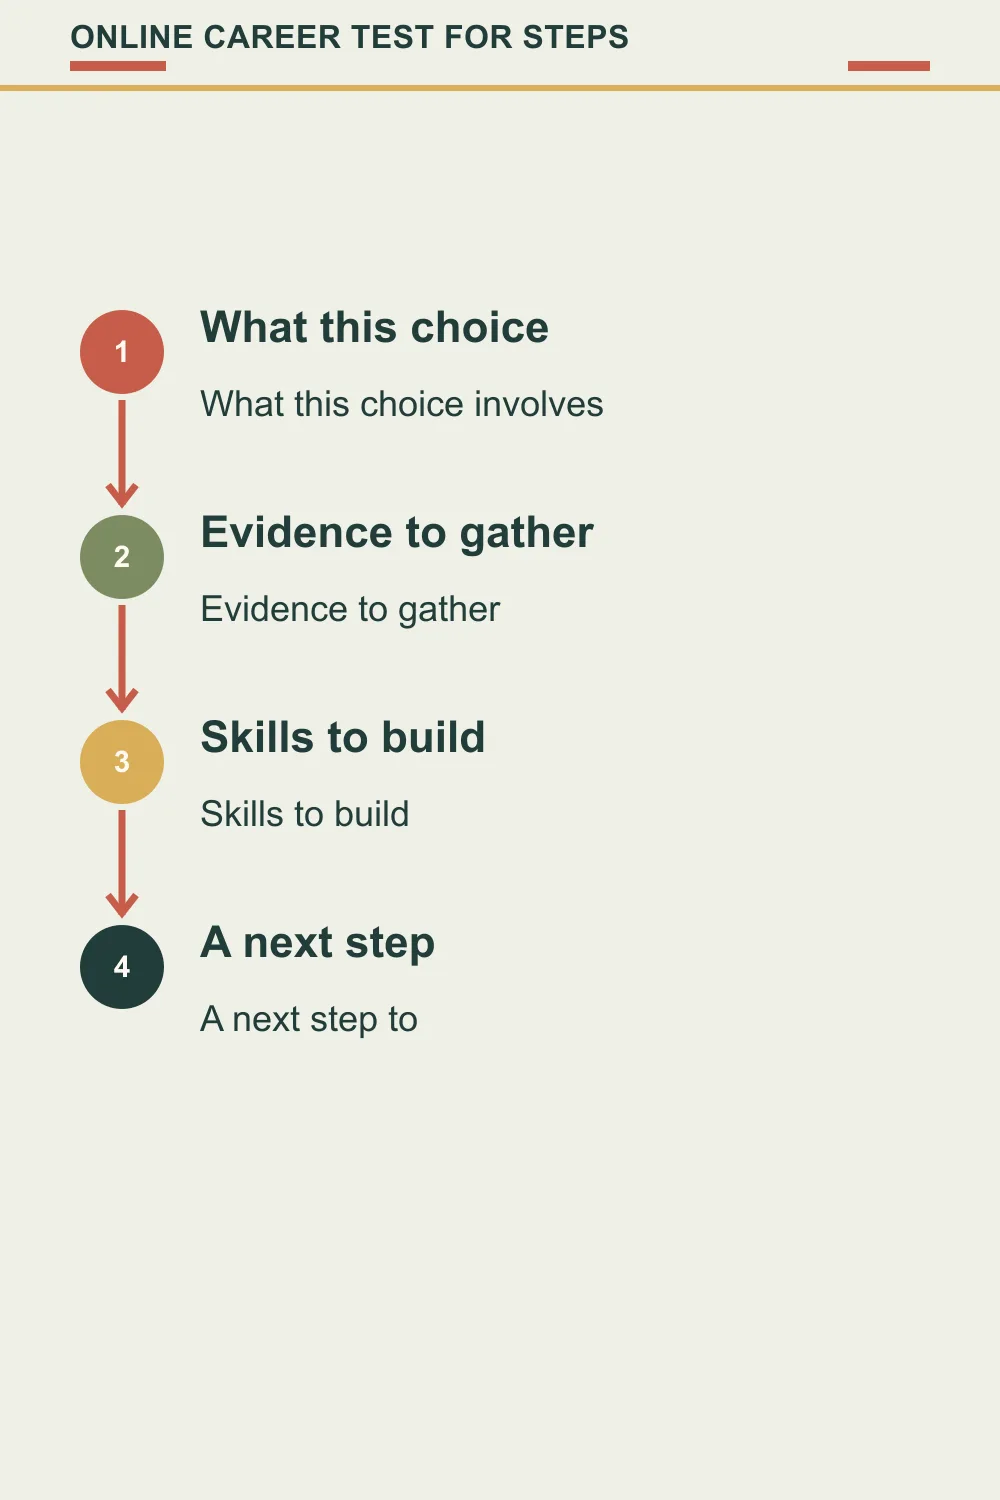 ONLINE CAREER TEST FOR STEPS
1
What this choice
What this choice involves
2
Evidence to gather
Evidence to gather
3
Skills to build
Skills to build
4
A next step
A next step to